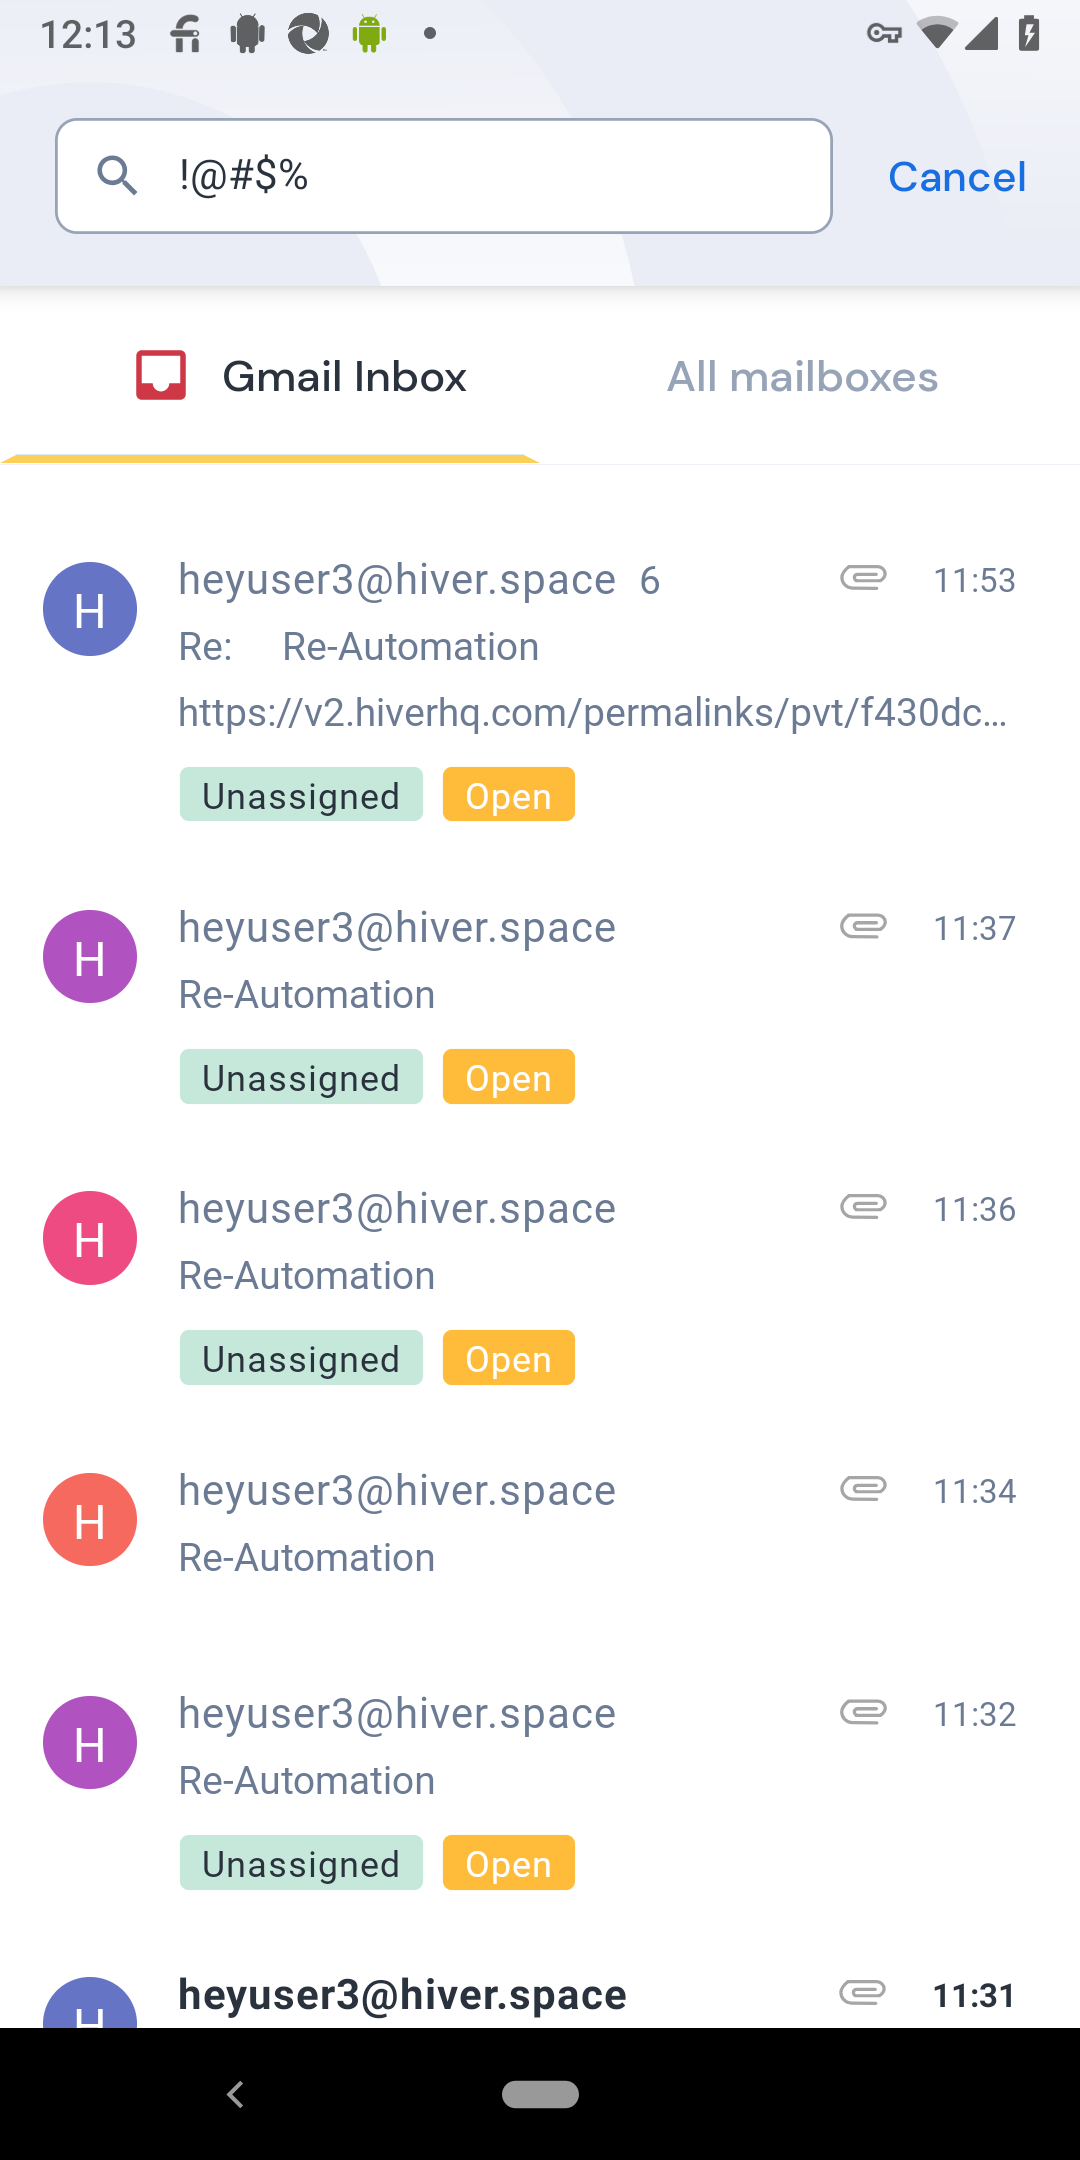 12:13
!@#$%
Cancel
Gmail Inbox
All mailboxes
H
heyuser3@hiver.space 6
11:53
Re: Re-Automation
https://v2.hiverhq.com/permalinks/pvt/f430dc...
Unassigned
Open
H
heyuser3@hiver.space
11:37
Re-Automation
Unassigned
Open
H
heyuser3@hiver.space
11:36
Re-Automation
Unassigned
Open
H
heyuser3@hiver.space
11:34
Re-Automation
H
heyuser3@hiver.space
11:32
Re-Automation
Unassigned
Open
H
heyuser3@hiver.space
11:31